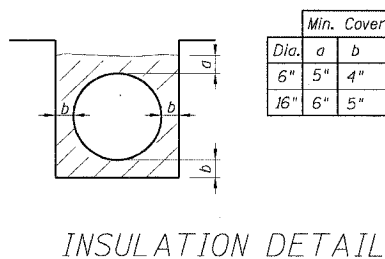 Min. Cover
Dia. a b
6" 5" 4"
16" 6" 5"
a
b b
b
INSULATION DETAIL